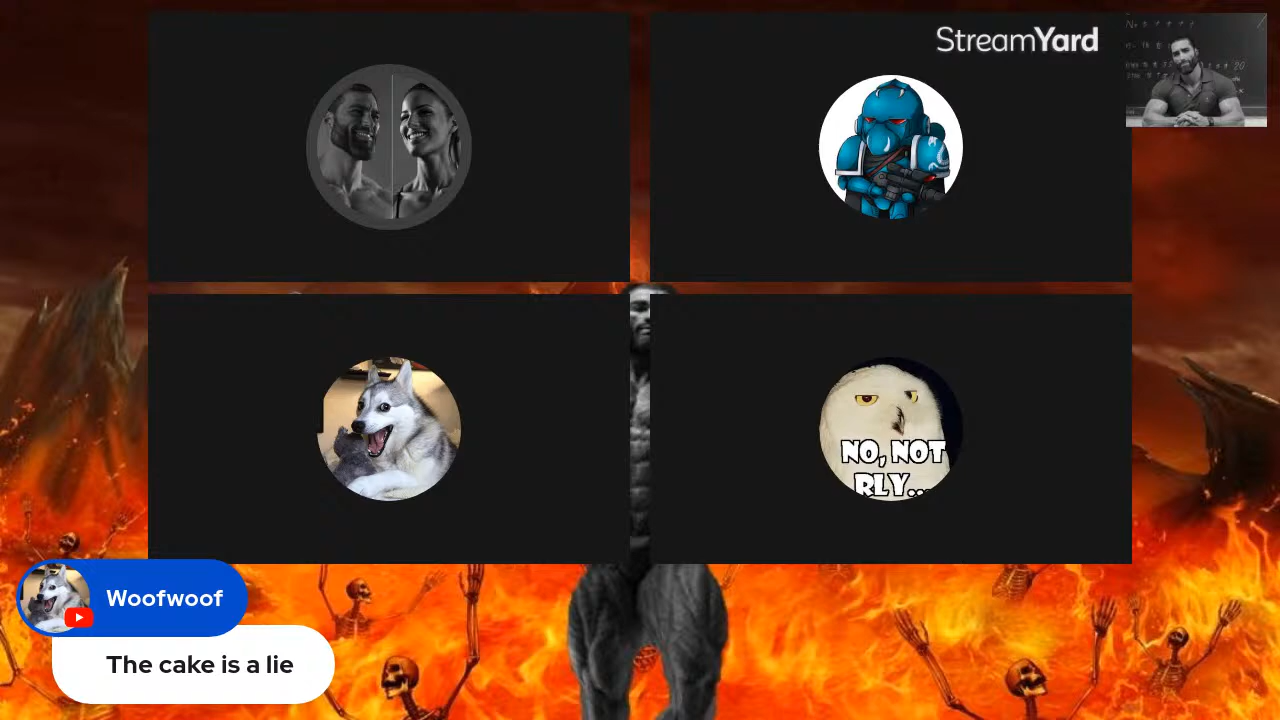 StreamYard
NO, NOT
RLY...
Woofwoof
The cake is a lie